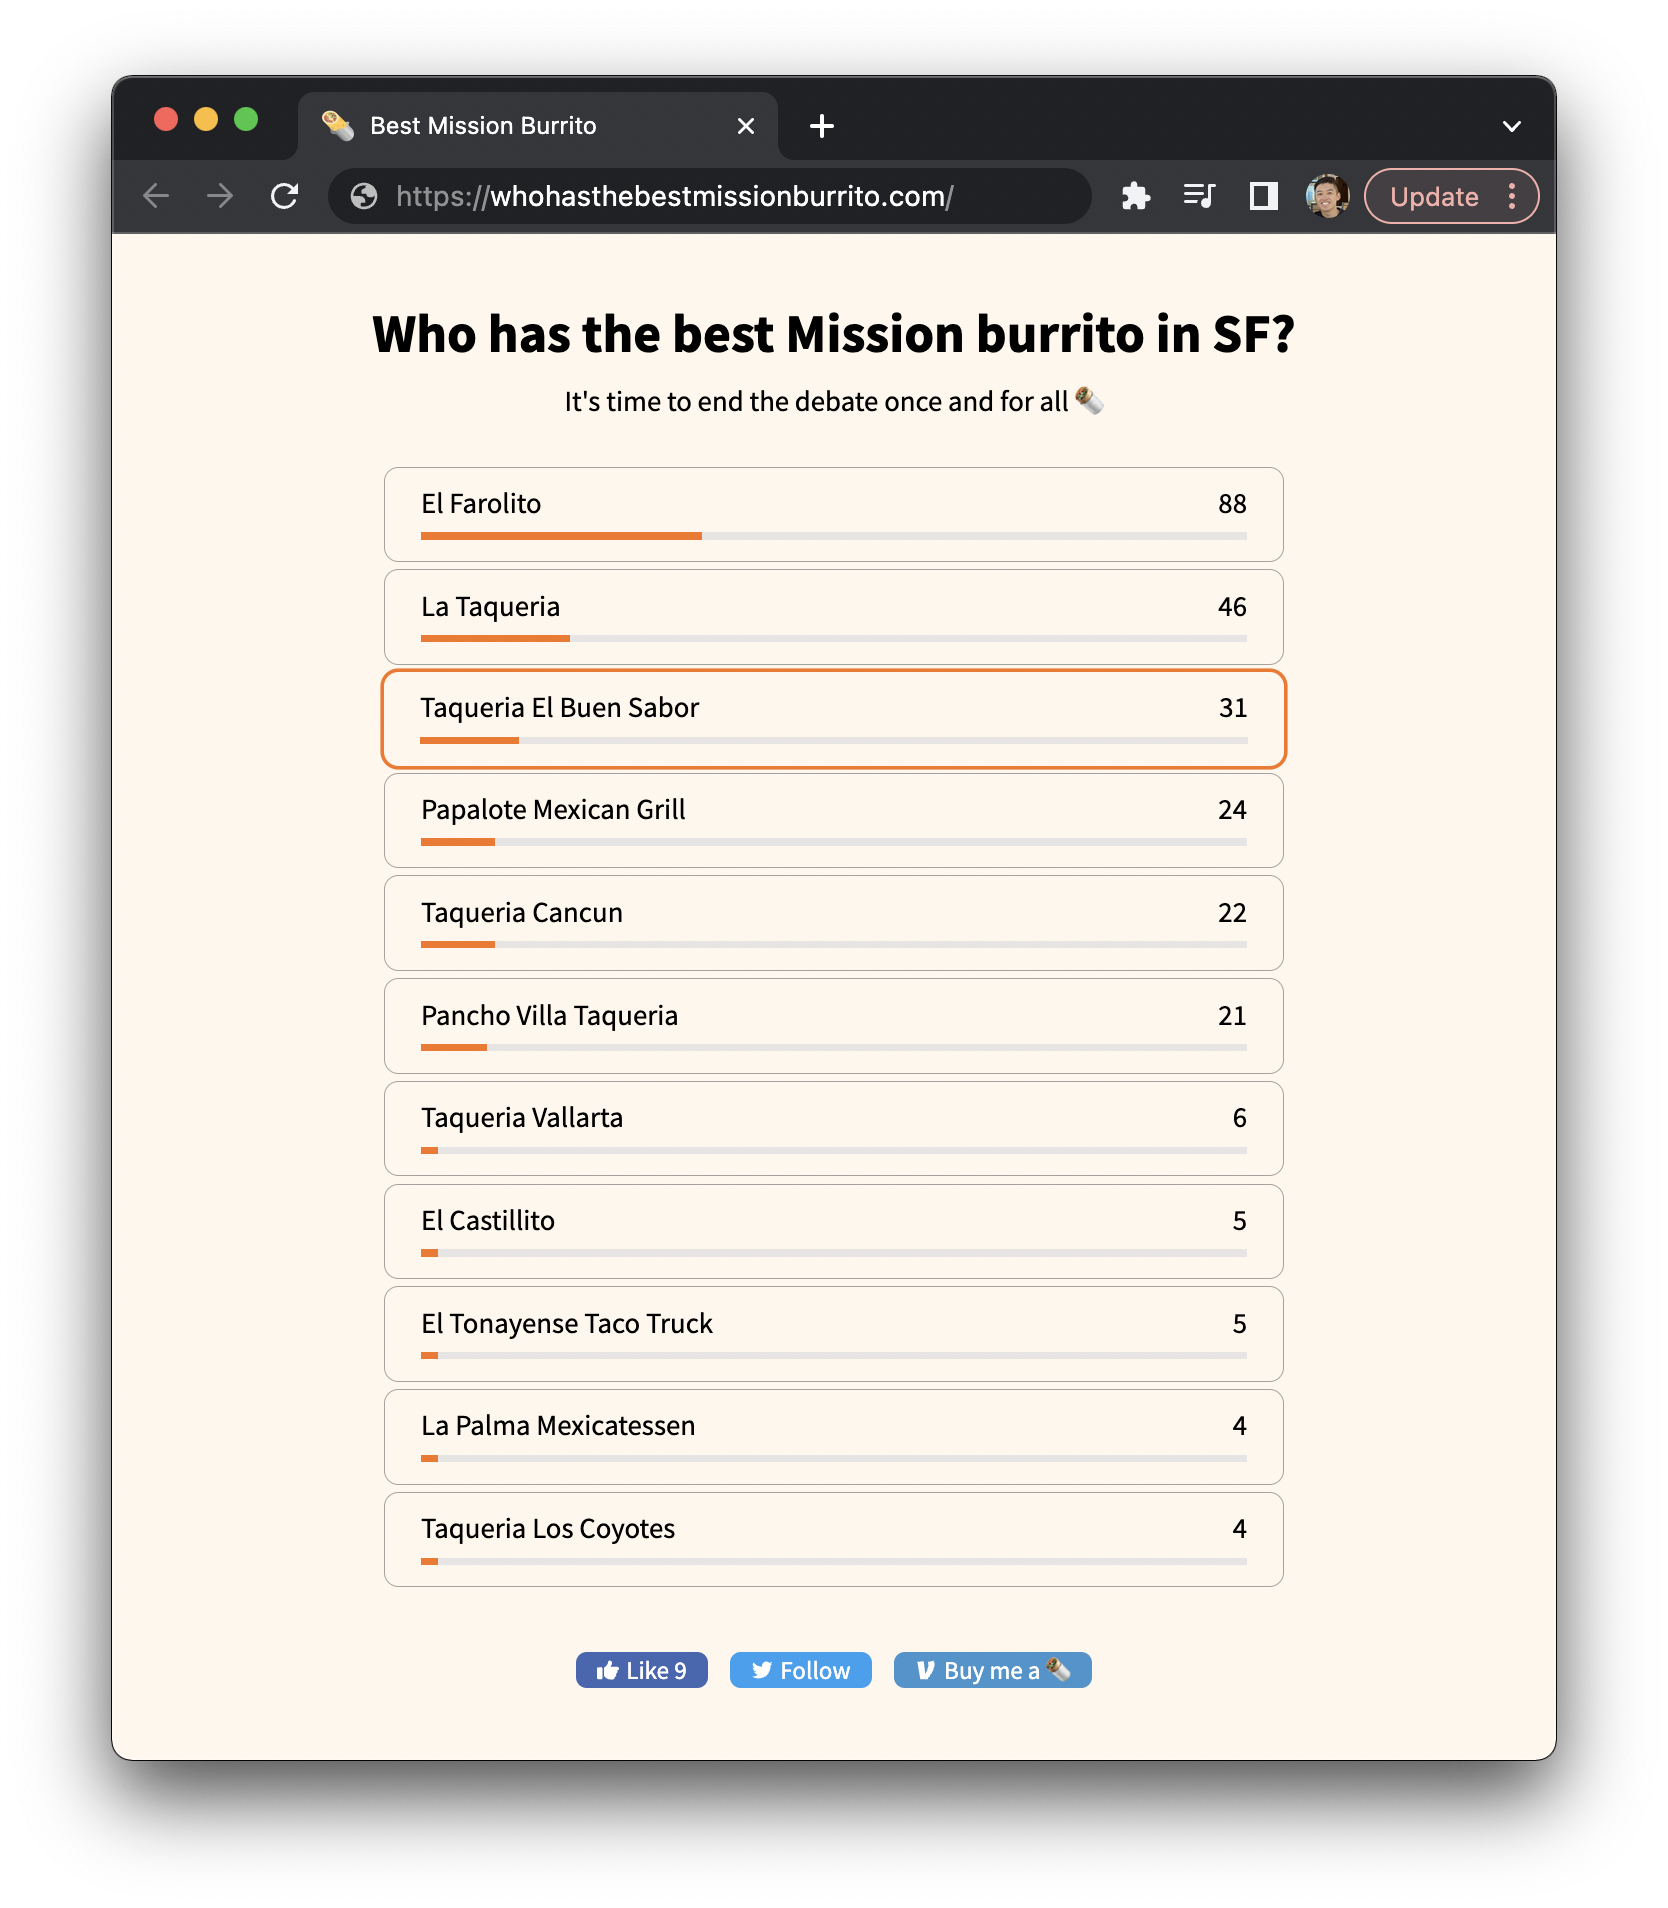 Best Mission Burrito
https://whohasthebestmissionburrito.com/
Update
Who has the best Mission burrito in SF?
It's time to end the debate once and for all 🌯
El Farolito 88
La Taqueria 46
Taqueria El Buen Sabor 31
Papalote Mexican Grill 24
Taqueria Cancun 22
Pancho Villa Taqueria 21
Taqueria Vallarta 6
El Castillito 5
El Tonayense Taco Truck 5
La Palma Mexicatessen 4
Taqueria Los Coyotes 4
Like 9 Follow Buy me a 🌯